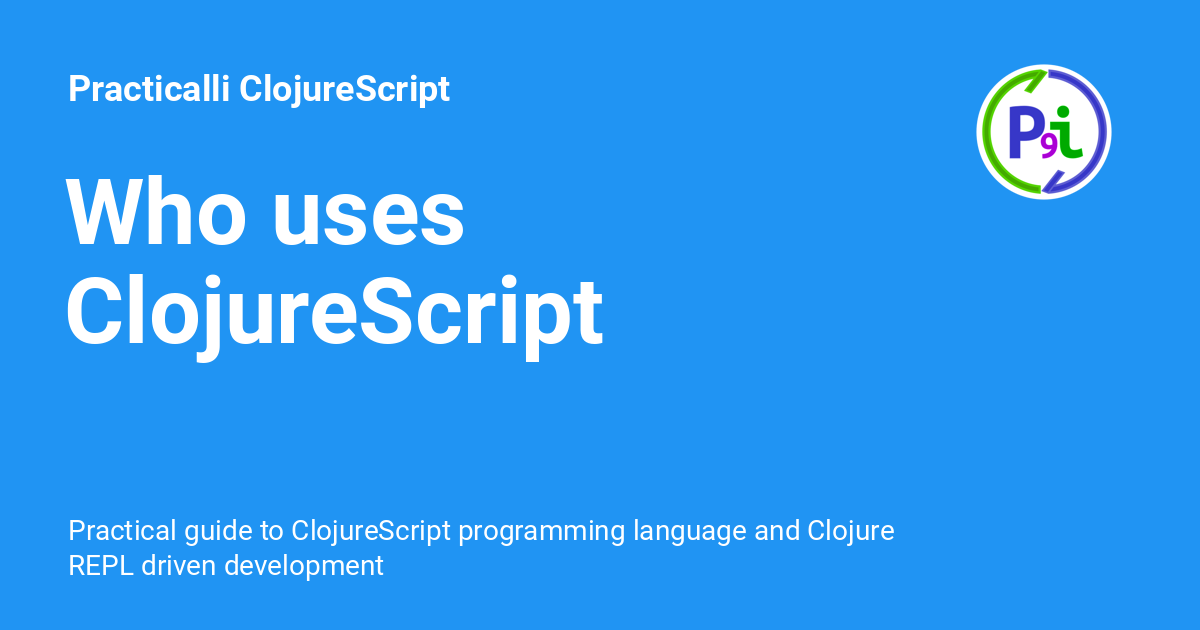 Practicalli ClojureScript
P9i
Who uses
ClojureScript
Practical guide to ClojureScript programming language and Clojure
REPL driven development